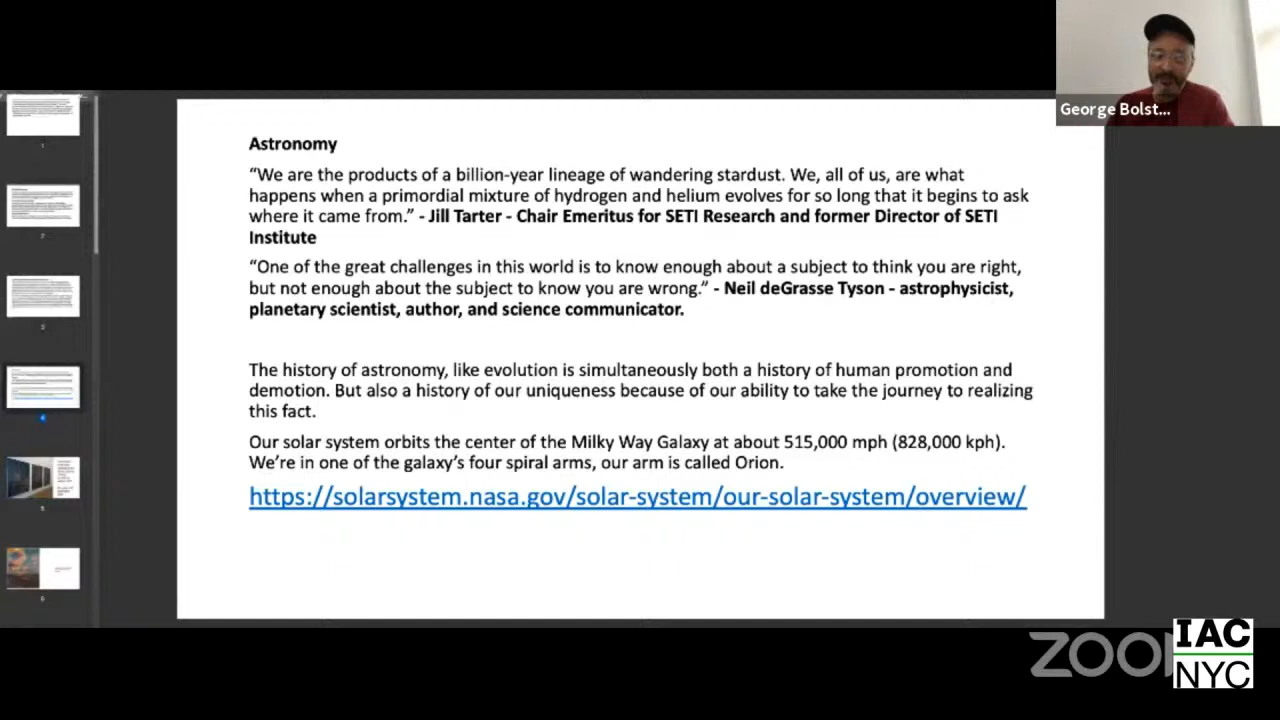 George Bolst...
Astronomy
“We are the products of a billion-year lineage of wandering stardust. We, all of us, are what
happens when a primordial mixture of hydrogen and helium evolves for so long that it begins to ask
where it came from.” - Jill Tarter - Chair Emeritus for SETI Research and former Director of SETI
Institute
“One of the great challenges in this world is to know enough about a subject to think you are right,
but not enough about the subject to know you are wrong.” - Neil deGrasse Tyson - astrophysicist,
planetary scientist, author, and science communicator.
The history of astronomy, like evolution is simultaneously both a history of human promotion and
demotion. But also a history of our uniqueness because of our ability to take the journey to realizing
this fact.
Our solar system orbits the center of the Milky Way Galaxy at about 515,000 mph (828,000 kph).
We’re in one of the galaxy’s four spiral arms, our arm is called Orion.
https://solarsystem.nasa.gov/solar-system/our-solar-system/overview/
1
2
3
4
5
6
ZOO
IAC
NYC